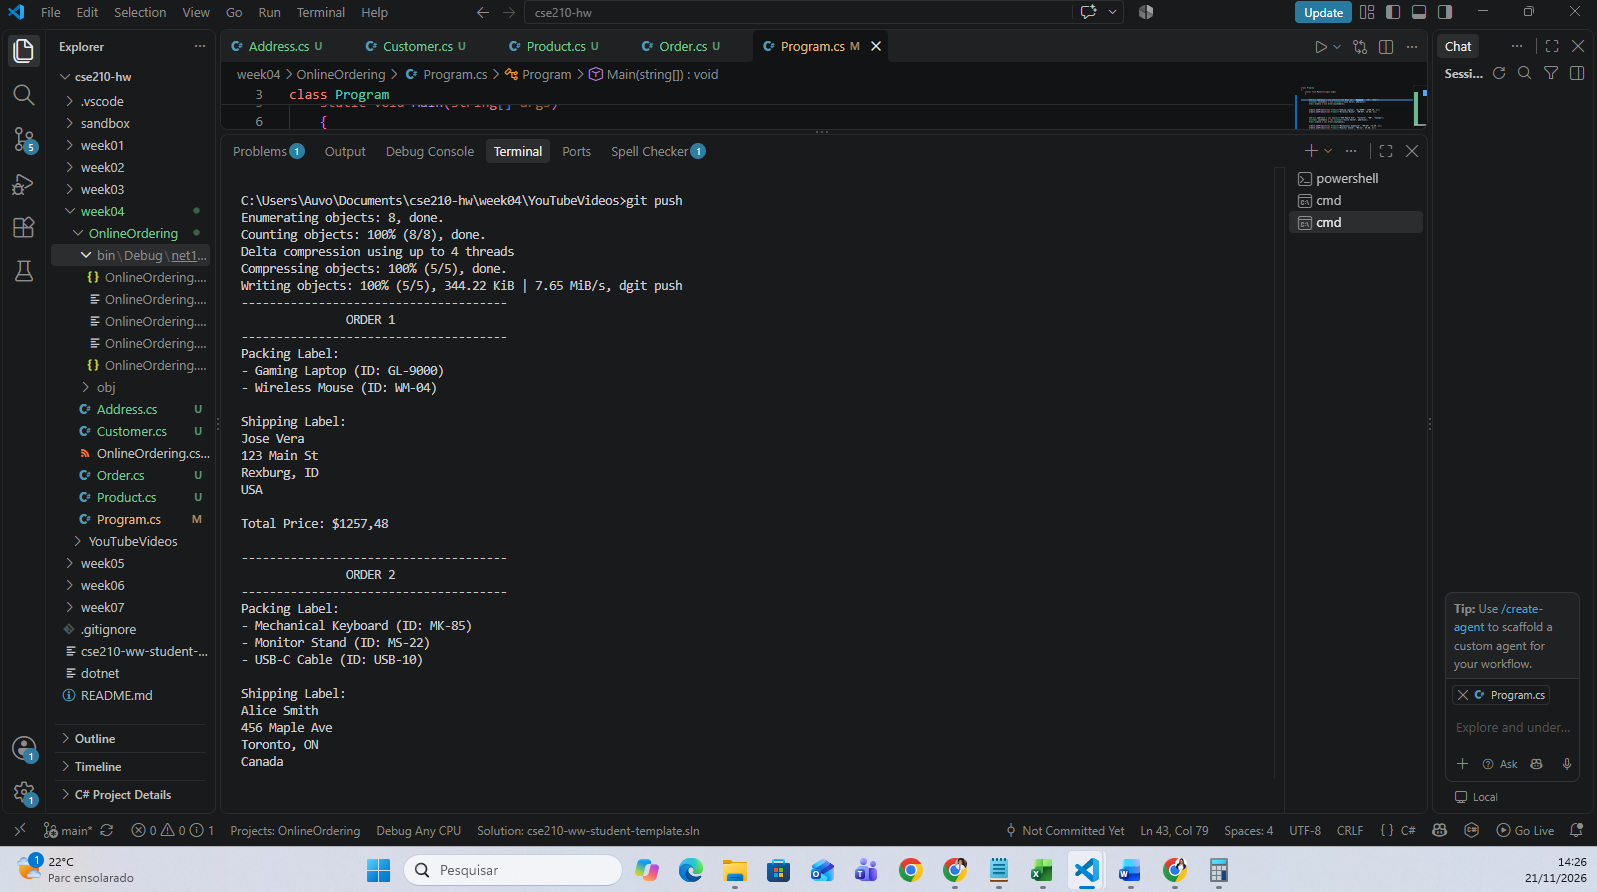 File Edit Selection View Go Run Terminal Help
cse210-hw
Update
Explorer
cse210-hw
.vscode
sandbox
week01
week02
week03
week04
OnlineOrdering
bin\Debug\net1...
OnlineOrdering....
OnlineOrdering....
OnlineOrdering....
OnlineOrdering....
OnlineOrdering....
obj
Address.cs U
Customer.cs U
OnlineOrdering.cs...
Order.cs U
Product.cs U
Program.cs M
YouTubeVideos
week05
week06
week07
.gitignore
cse210-ww-student-...
dotnet
README.md
Outline
Timeline
C# Project Details
5
1
1
Address.cs U Customer.cs U Product.cs U Order.cs U Program.cs M
week04 > OnlineOrdering > Program.cs > Program > Main(string[]) : void
3 class Program
static void Main(string[] args)
6 {
Problems 1 Output Debug Console Terminal Ports Spell Checker 1
C:\Users\Auvo\Documents\cse210-hw\week04\YouTubeVideos>git push
Enumerating objects: 8, done.
Counting objects: 100% (8/8), done.
Delta compression using up to 4 threads
Compressing objects: 100% (5/5), done.
Writing objects: 100% (5/5), 344.22 KiB | 7.65 MiB/s, dgit push
--------------------------------------
ORDER 1
--------------------------------------
Packing Label:
- Gaming Laptop (ID: GL-9000)
- Wireless Mouse (ID: WM-04)
Shipping Label:
Jose Vera
123 Main St
Rexburg, ID
USA
Total Price: $1257,48
--------------------------------------
ORDER 2
--------------------------------------
Packing Label:
- Mechanical Keyboard (ID: MK-85)
- Monitor Stand (ID: MS-22)
- USB-C Cable (ID: USB-10)
Shipping Label:
Alice Smith
456 Maple Ave
Toronto, ON
Canada
powershell
cmd
cmd
Chat
Sessi...
Tip: Use /create-
agent to scaffold a
custom agent for
your workflow.
Program.cs
Explore and under...
Ask
Local
main* 0 0 1 Projects: OnlineOrdering Debug Any CPU Solution: cse210-ww-student-template.sln
Not Committed Yet Ln 43, Col 79 Spaces: 4 UTF-8 CRLF { } C# Go Live
1
22°C
Parc ensolarado
Pesquisar
14:26
21/11/2026